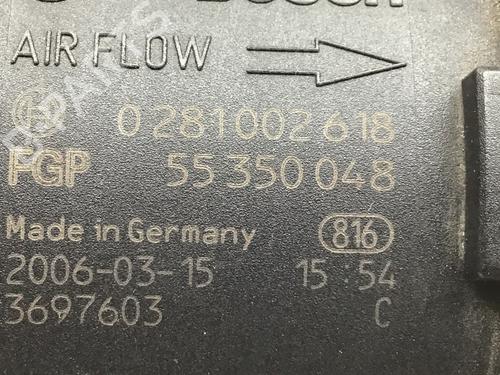 BOSCH
AIR FLOW
0 281 002 618
FGP 55 350 048
Made in Germany 816
2006-03-15 15:54
3697603 C